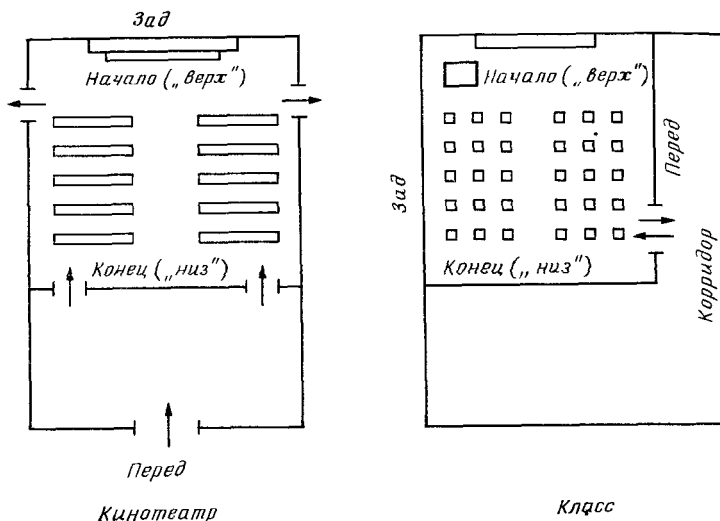 Зад
Начало („верх")
Конец („низ")
Перед
Кинотеатр
Начало („верх")
Зад
Перед
Конец („низ")
Корридор
Класс